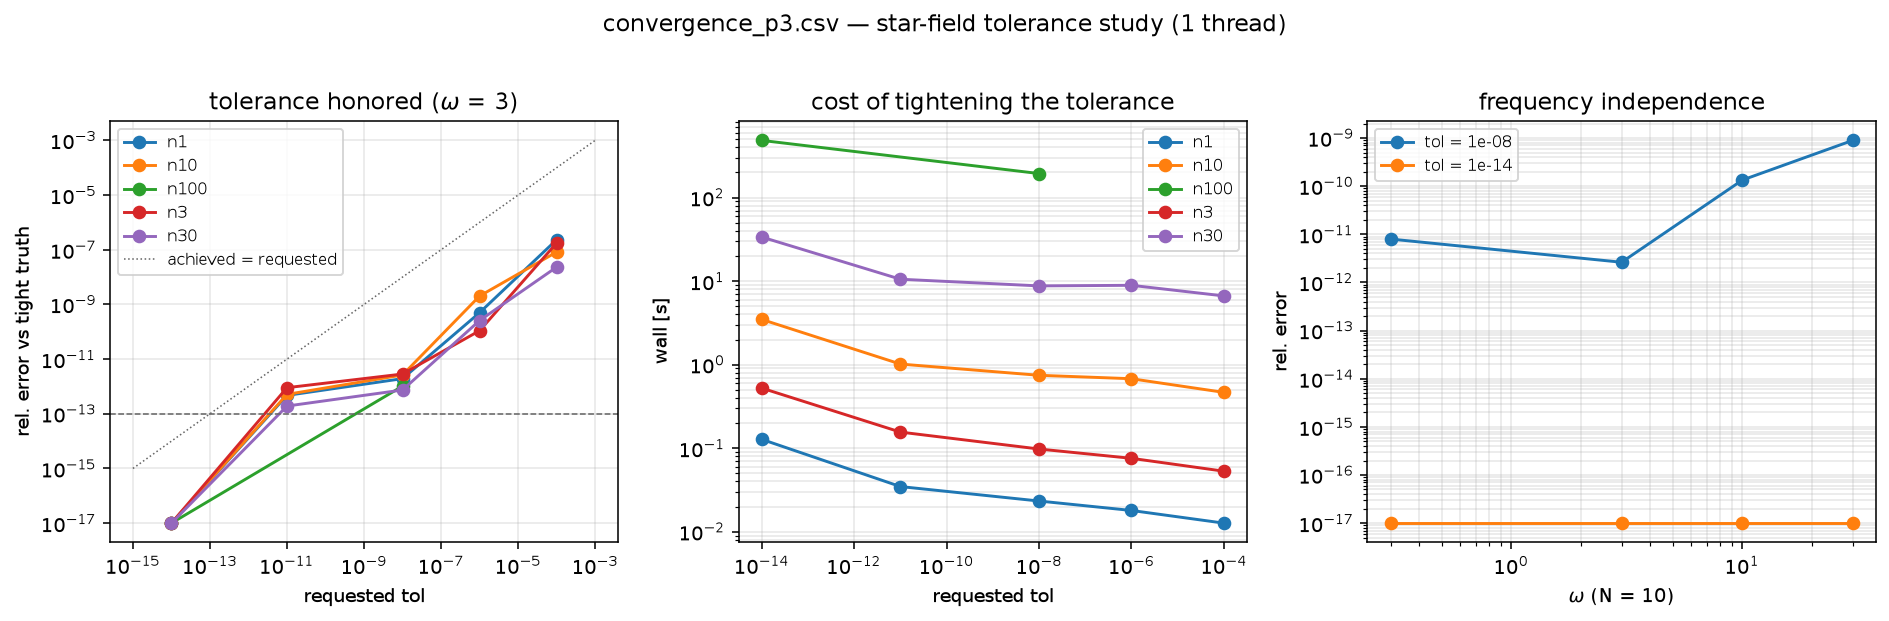 convergence_p3.csv — star-field tolerance study (1 thread)
tolerance honored (ω = 3)
rel. error vs tight truth
10⁻³
10⁻⁵
10⁻⁷
10⁻⁹
10⁻¹¹
10⁻¹³
10⁻¹⁵
10⁻¹⁷
n1
n10
n100
n3
n30
achieved = requested
10⁻¹⁵ 10⁻¹³ 10⁻¹¹ 10⁻⁹ 10⁻⁷ 10⁻⁵ 10⁻³
requested tol
cost of tightening the tolerance
wall [s]
10²
10¹
10⁰
10⁻¹
10⁻²
n1
n10
n100
n3
n30
10⁻¹⁴ 10⁻¹² 10⁻¹⁰ 10⁻⁸ 10⁻⁶ 10⁻⁴
requested tol
frequency independence
rel. error
10⁻⁹
10⁻¹⁰
10⁻¹¹
10⁻¹²
10⁻¹³
10⁻¹⁴
10⁻¹⁵
10⁻¹⁶
10⁻¹⁷
tol = 1e-08
tol = 1e-14
10⁰ 10¹
ω (N = 10)